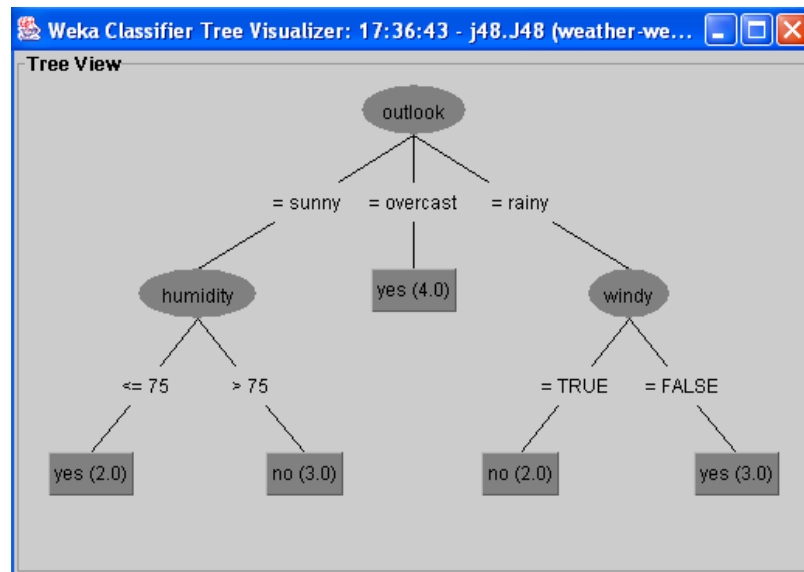 Weka Classifier Tree Visualizer: 17:36:43 - j48.J48 (weather-we...
Tree View
outlook
= sunny = overcast = rainy
humidity yes (4.0) windy
<= 75 > 75 = TRUE = FALSE
yes (2.0) no (3.0) no (2.0) yes (3.0)